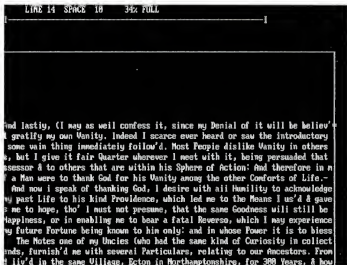 LINE 14 SPACE 10 34% FULL
And lastly, (I may as well confess it, since my Denial of it will be believ'
gratify my own Vanity. Indeed I scarce ever heard or saw the introductory
some vain thing immediately follow'd. Most People dislike Vanity in others
, but I give it fair Quarter wherever I meet with it, being persuaded that
ssessor & to others that are within his Sphere of Action: And therefore in m
f a Man were to thank God for his Vanity among the other Comforts of Life.-
And now i speak of thanking God, I desire with all Humility to acknowledge
y past Life to his kind Providence, which led me to the Means I us'd & gave
me to hope, tho' I must not presume, that the same Goodness will still be
Happiness, or in enabling me to bear a fatal Reverso, which I may experience
y future Fortune being known to him only: and in whose Power it is to bless
The Notes one of my Uncles (who had the same kind of Curiosity in collect
nds, furnish'd me with several Particulars, relating to our Ancestors. From
liv'd in the same Village, Ecton in Northamptonshire, for 300 Years, & how